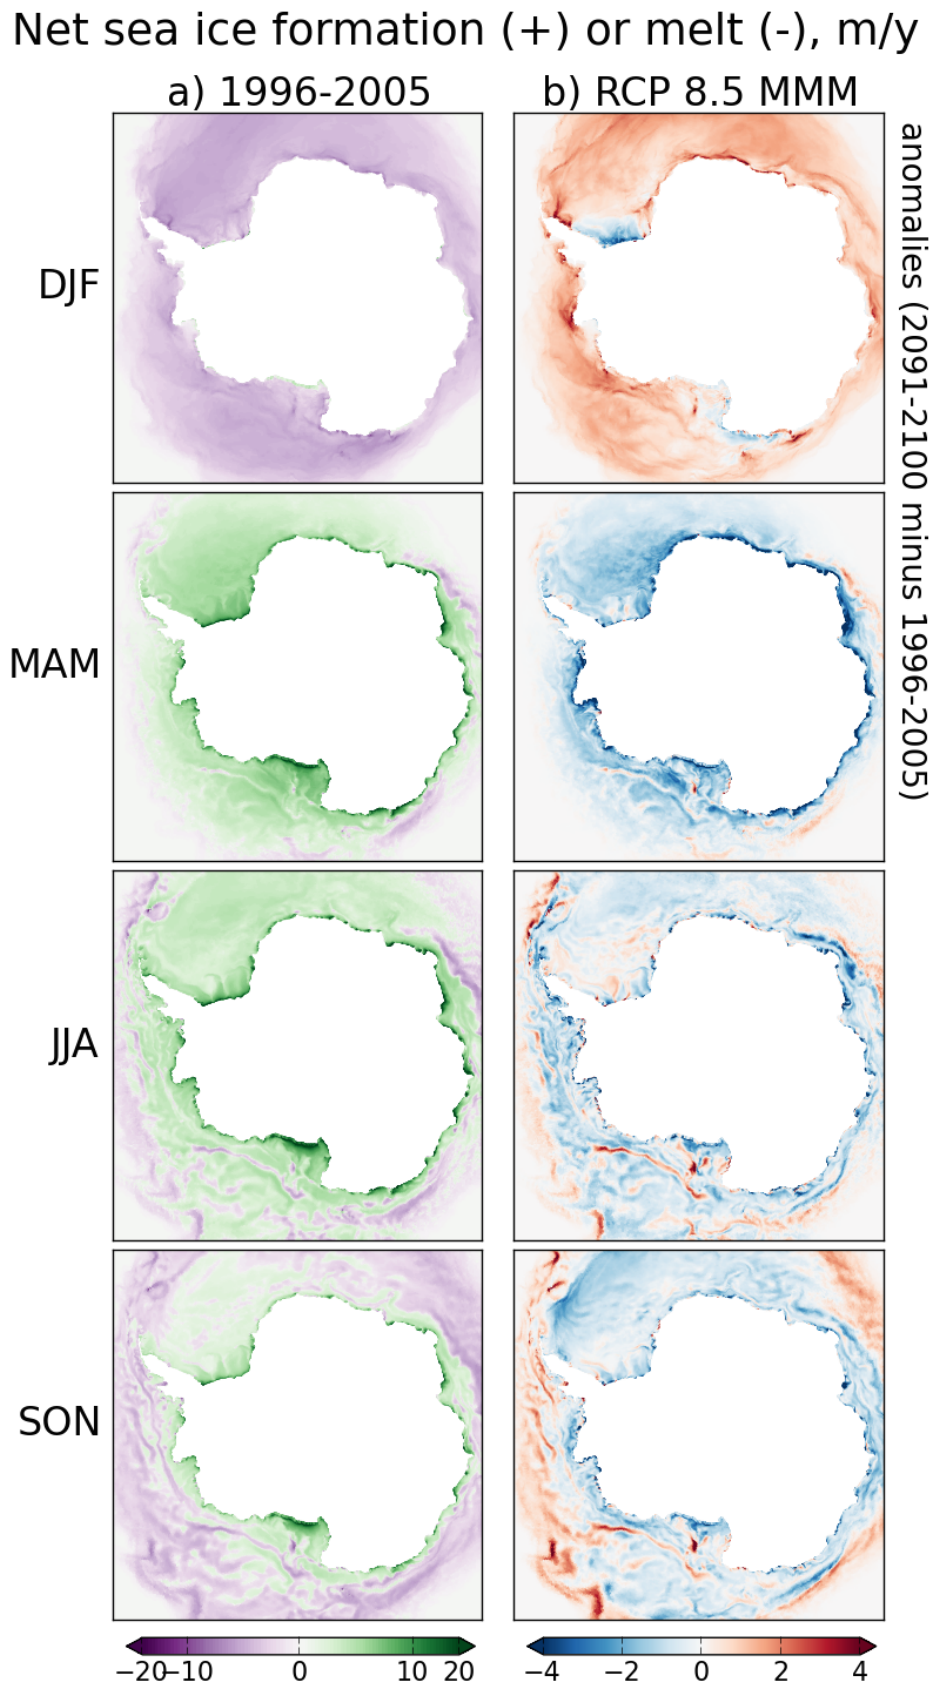 Net sea ice formation (+) or melt (-), m/y
a) 1996-2005
b) RCP 8.5 MMM
anomalies (2091-2100 minus 1996-2005)
DJF
MAM
JJA
SON
−20 −10 0 10 20
−4 −2 0 2 4